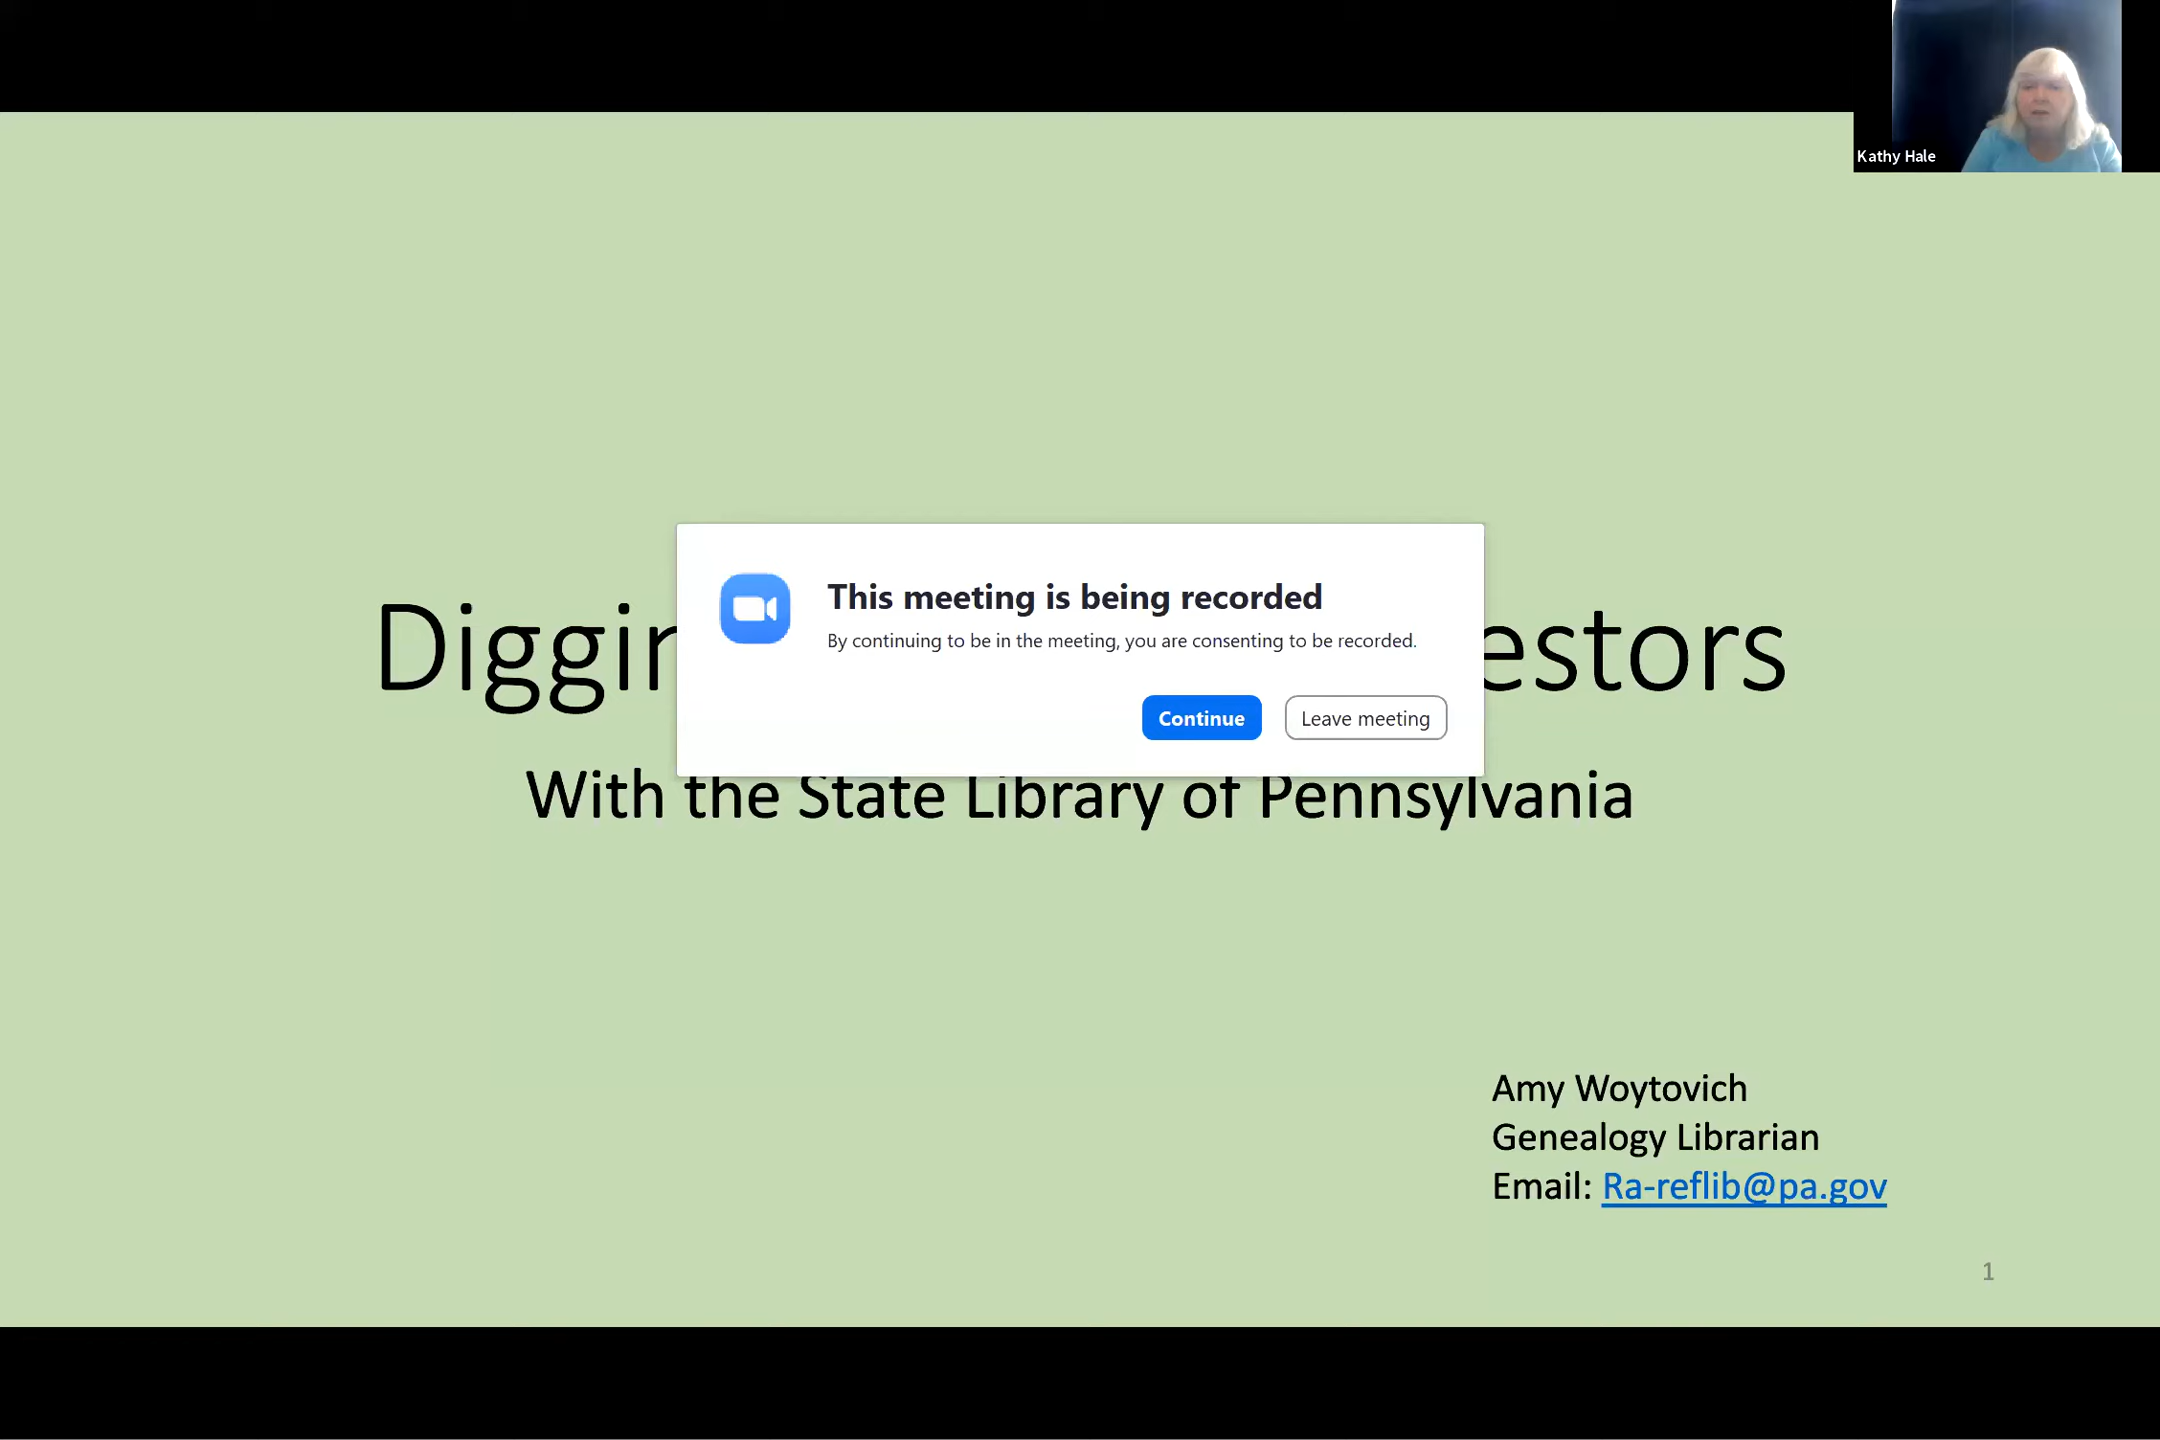 Kathy Hale
This meeting is being recorded
By continuing to be in the meeting, you are consenting to be recorded.
Continue
Leave meeting
With the State Library of Pennsylvania
Amy Woytovich
Genealogy Librarian
Email: Ra-reflib@pa.gov
1